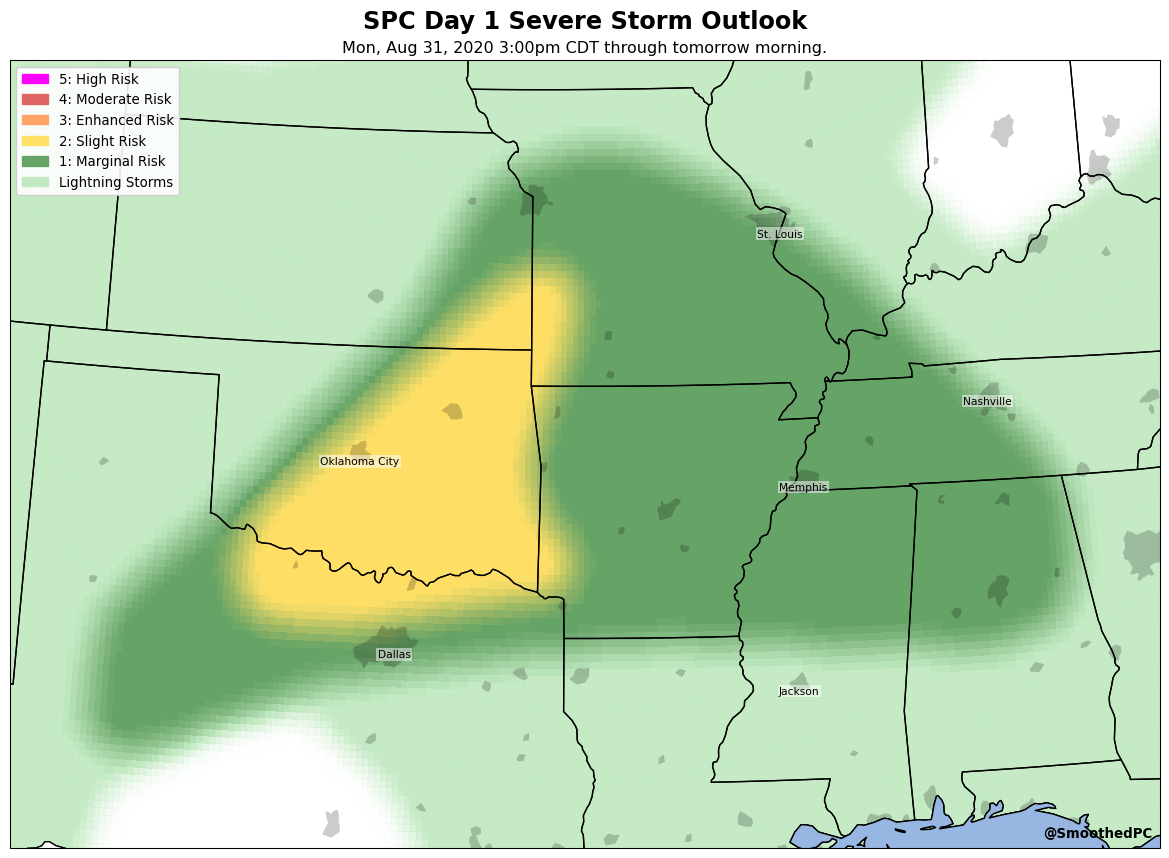 SPC Day 1 Severe Storm Outlook
Mon, Aug 31, 2020 3:00pm CDT through tomorrow morning.
5: High Risk
4: Moderate Risk
3: Enhanced Risk
2: Slight Risk
1: Marginal Risk
Lightning Storms
St. Louis
Nashville
Oklahoma City
Memphis
Dallas
Jackson
@SmoothedPC